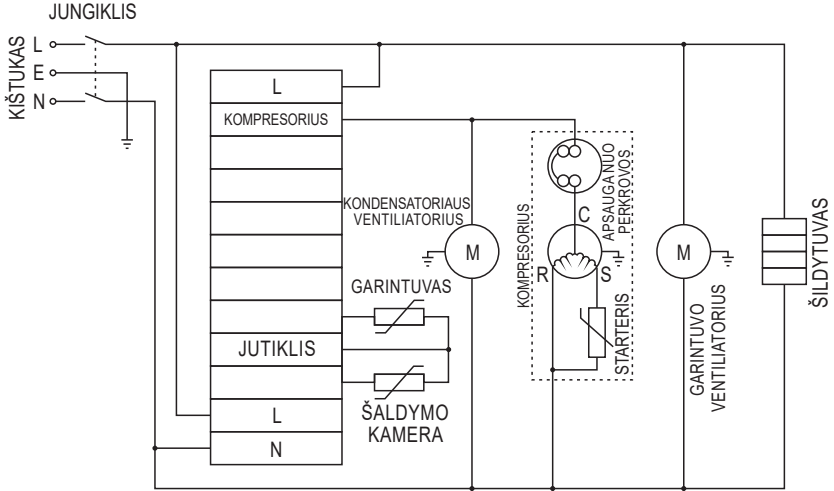 JUNGIKLIS
KIŠTUKAS
L
E
N
L
KOMPRESORIUS
JUTIKLIS
L
N
KONDENSATORIAUS
VENTILIATORIUS
M
GARINTUVAS
ŠALDYMO
KAMERA
KOMPRESORIUS
APSAUGA NUO
PERKROVOS
C
R
S
STARTERIS
M
GARINTUVO
VENTILIATORIUS
ŠILDYTUVAS